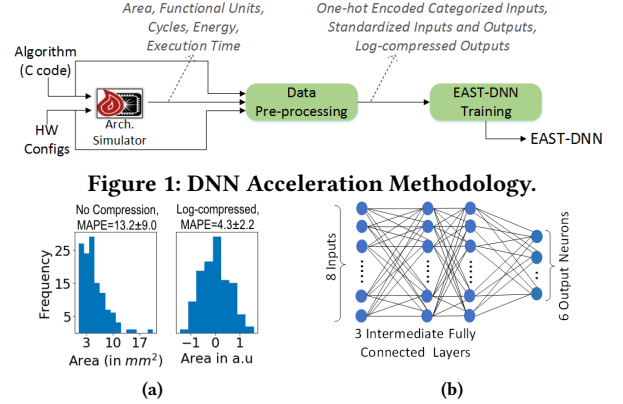 Area, Functional Units,
Cycles, Energy,
Execution Time
One-hot Encoded Categorized Inputs,
Standardized Inputs and Outputs,
Log-compressed Outputs
Algorithm
(C code)
HW
Configs
Arch.
Simulator
Data
Pre-processing
EAST-DNN
Training
EAST-DNN
Figure 1: DNN Acceleration Methodology.
No Compression,
MAPE=13.2±9.0
Log-compressed,
MAPE=4.3±2.2
Frequency
25
15
5
3 10 17
Area (in mm²)
−1 0 1
Area in a.u
(a)
8 Inputs
3 Intermediate Fully
Connected Layers
6 Output Neurons
(b)